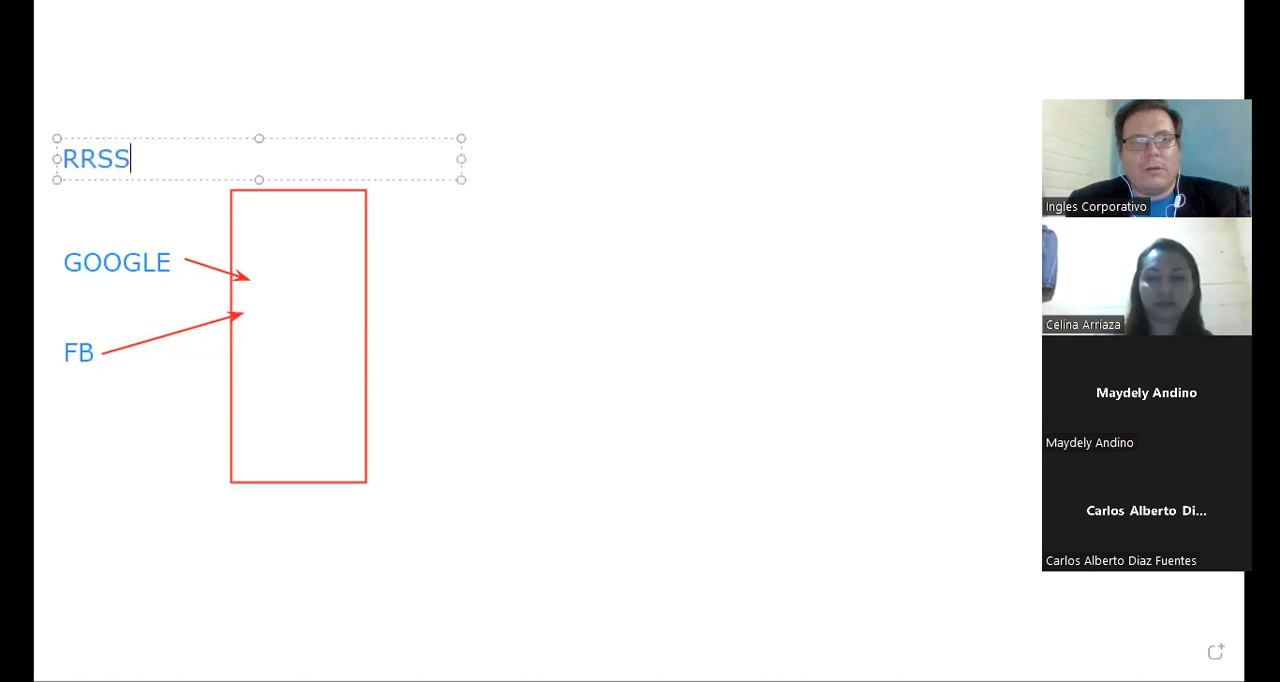 RRSS
GOOGLE
FB
Ingles Corporativo
Celina Arriaza
Maydely Andino
Maydely Andino
Carlos Alberto Di...
Carlos Alberto Diaz Fuentes